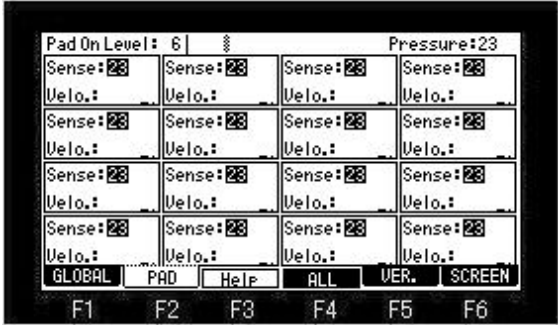 Pad On Level: 6 Pressure:23
Sense:23 Sense:23 Sense:23 Sense:23
Velo.: Velo.: Velo.: Velo.:
Sense:23 Sense:23 Sense:23 Sense:23
Velo.: Velo.: Velo.: Velo.:
Sense:23 Sense:23 Sense:23 Sense:23
Velo.: Velo.: Velo.: Velo.:
Sense:23 Sense:23 Sense:23 Sense:23
Velo.: Velo.: Velo.: Velo.:
GLOBAL PAD Help ALL VER. SCREEN
F1 F2 F3 F4 F5 F6